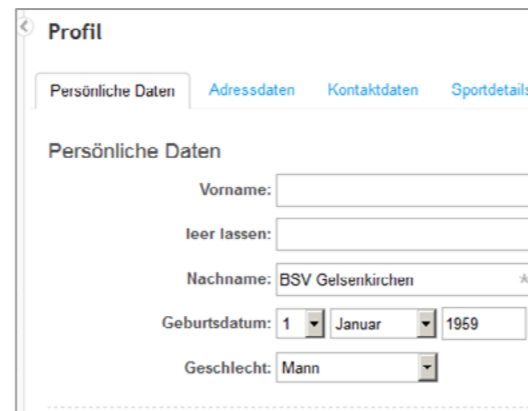 Profil
Persönliche Daten Adressdaten Kontaktdaten Sportdetails
Persönliche Daten
Vorname:
leer lassen:
Nachname: BSV Gelsenkirchen *
Geburtsdatum: 1 Januar 1959
Geschlecht: Mann